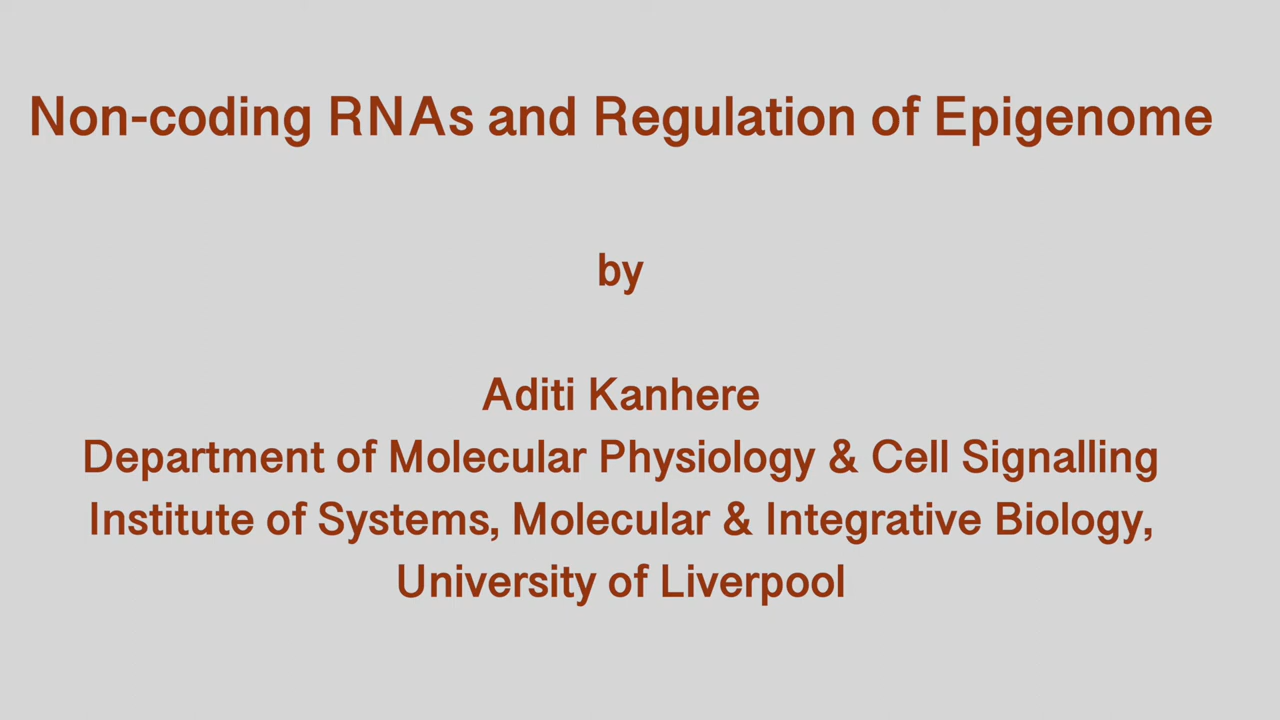 Non-coding RNAs and Regulation of Epigenome
by
Aditi Kanhere
Department of Molecular Physiology & Cell Signalling
Institute of Systems, Molecular & Integrative Biology,
University of Liverpool